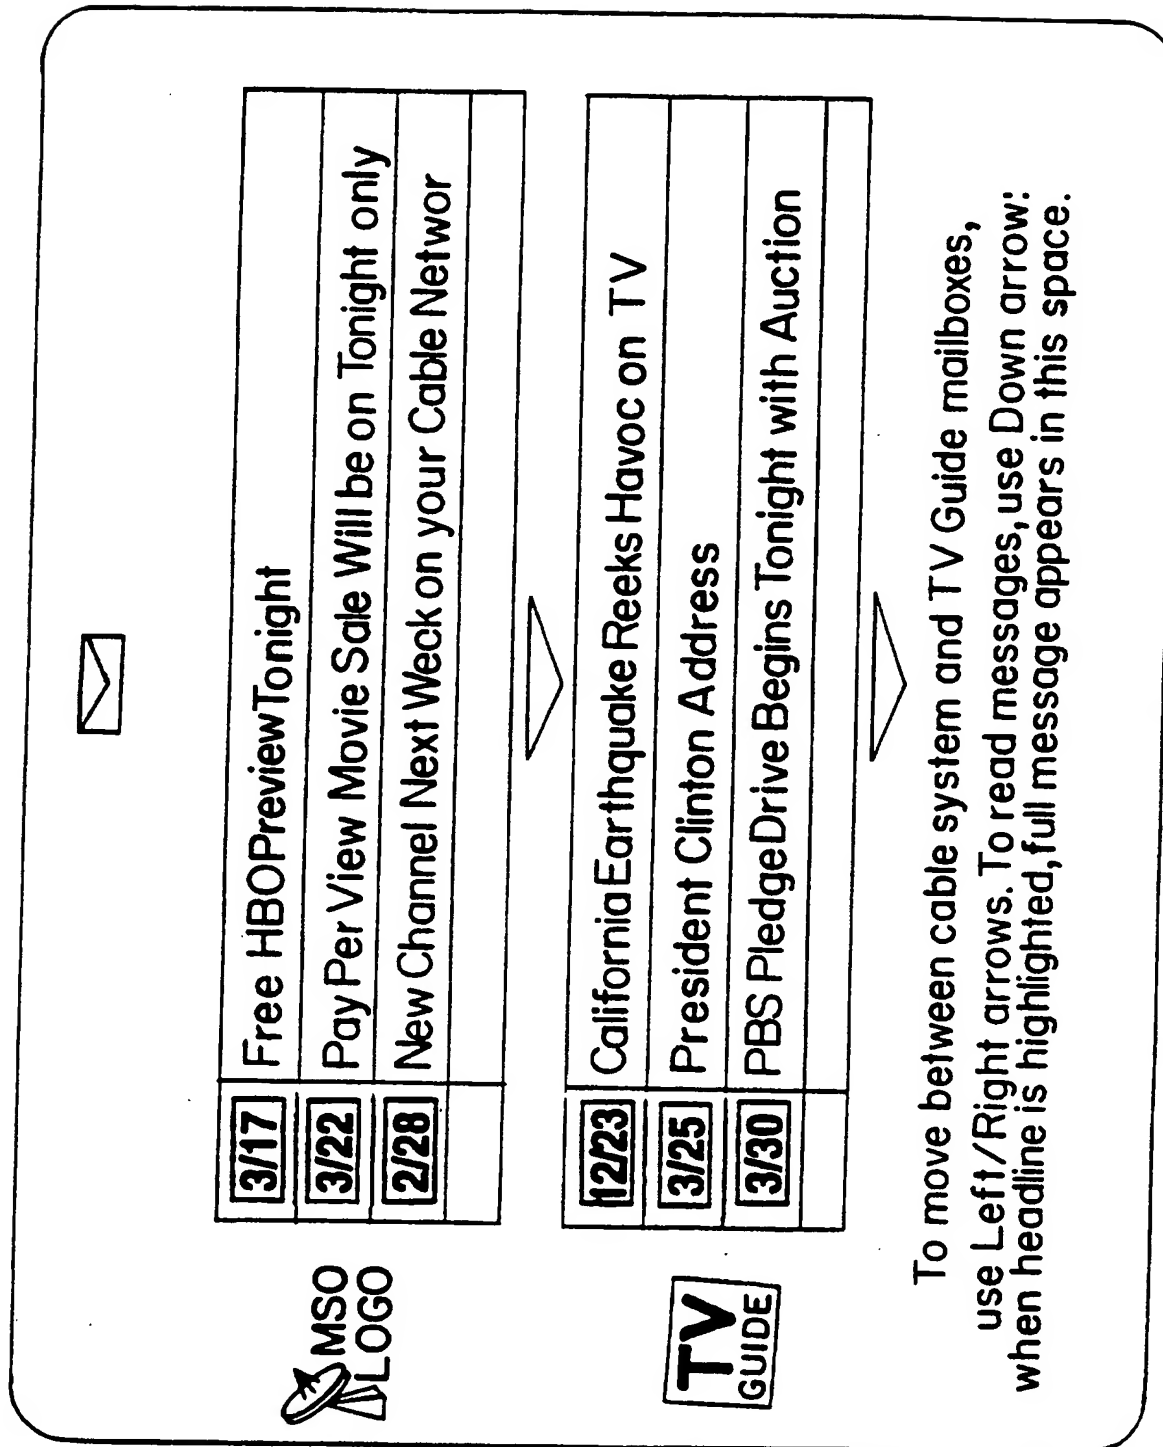 MSO
LOGO
3/17 Free HBOPreviewTonight
3/22 Pay Per View Movie Sale Will be on Tonight only
2/28 New Channel Next Weck on your Cable Networ
TV
GUIDE
12/23 California Earthquake Reeks Havoc on TV
3/25 President Clinton Address
3/30 PBS Pledge Drive Begins Tonight with Auction
To move between cable system and TV Guide mailboxes,
use Left/Right arrows. To read messages, use Down arrow:
when headline is highlighted, full message appears in this space.